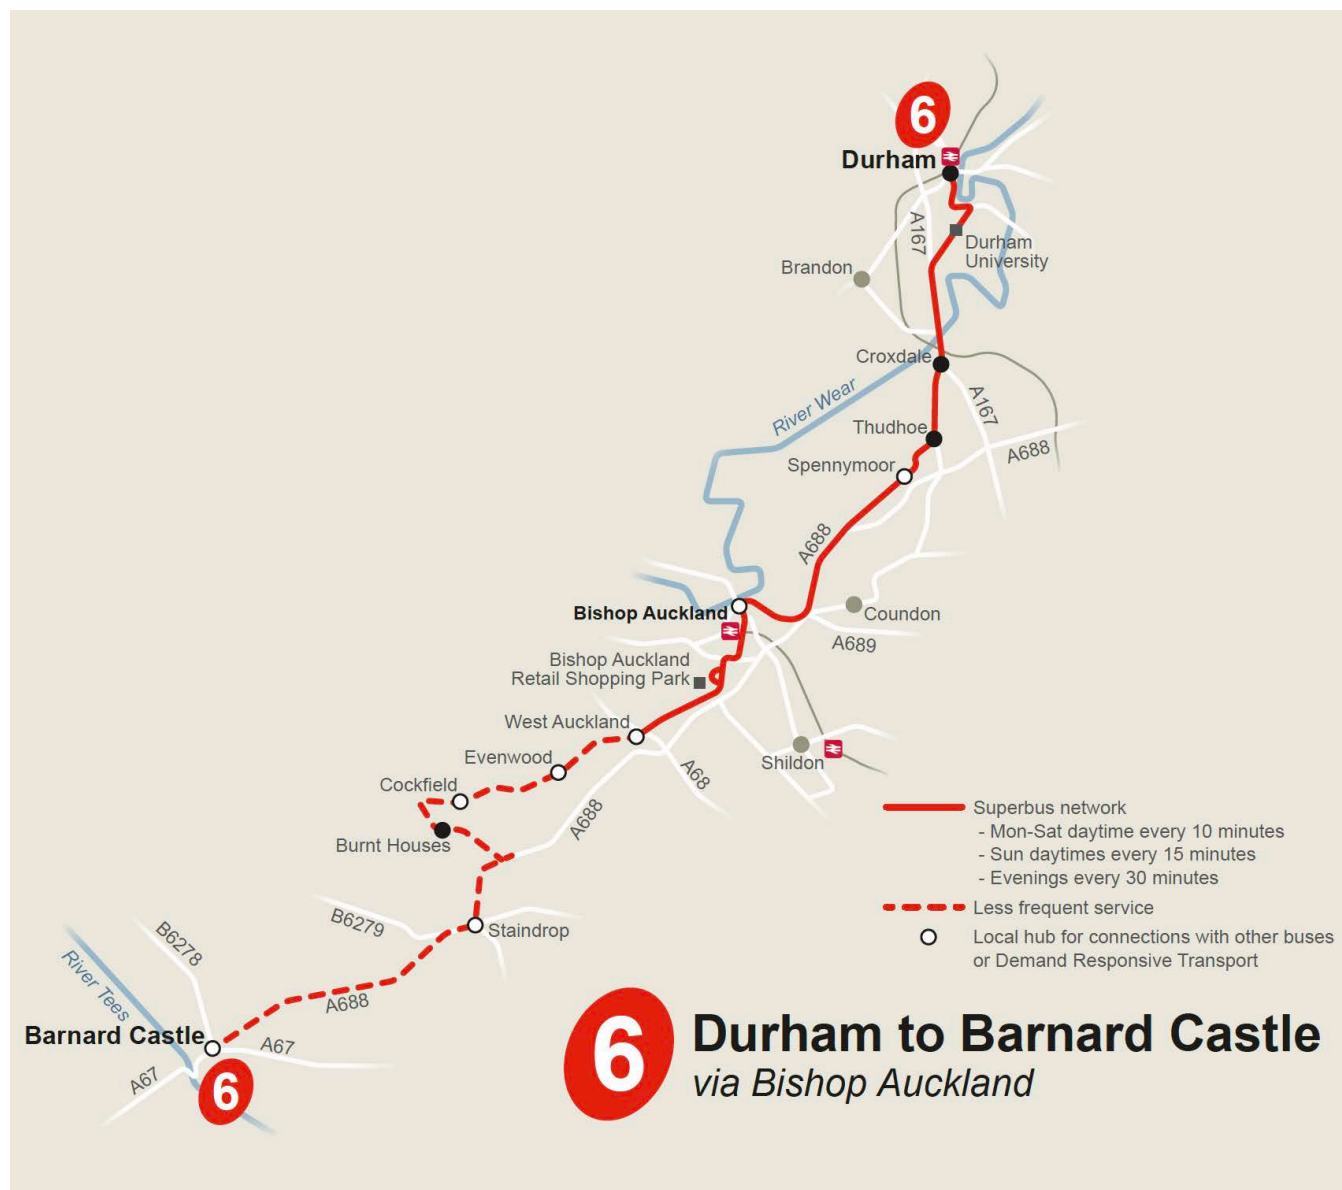 6
Durham
A167
Durham
University
Brandon
Croxdale
River Wear
A167
Thudhoe
A688
Spennymoor
A688
Bishop Auckland
Coundon
A689
Bishop Auckland
Retail Shopping Park
West Auckland
Evenwood
Shildon
A68
Cockfield
A688
Burnt Houses
Superbus network
- Mon-Sat daytime every 10 minutes
- Sun daytimes every 15 minutes
- Evenings every 30 minutes
Less frequent service
Local hub for connections with other buses
or Demand Responsive Transport
B6279
Staindrop
B6278
River Tees
A688
Barnard Castle
A67
A67
6
6
Durham to Barnard Castle
via Bishop Auckland